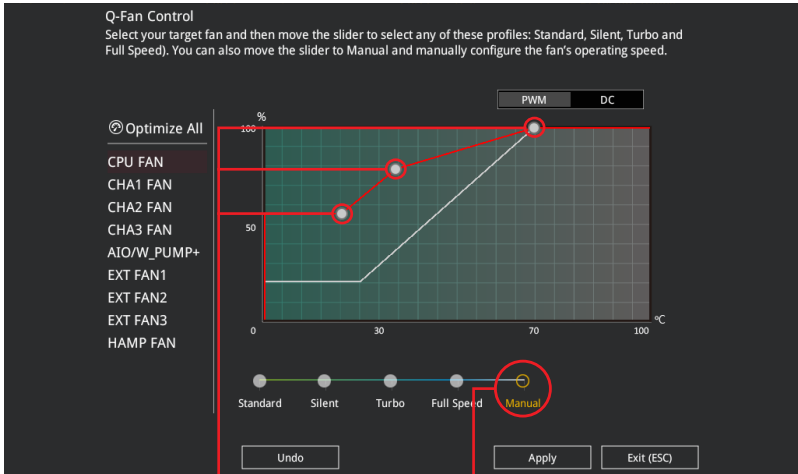 Q-Fan Control
Select your target fan and then move the slider to select any of these profiles: Standard, Silent, Turbo and
Full Speed). You can also move the slider to Manual and manually configure the fan's operating speed.
PWM DC
Optimize All
CPU FAN
CHA1 FAN
CHA2 FAN
CHA3 FAN
AIO/W_PUMP+
EXT FAN1
EXT FAN2
EXT FAN3
HAMP FAN
%
100
50
0 30 70 100
ºC
Standard Silent Turbo Full Speed Manual
Undo Apply Exit (ESC)